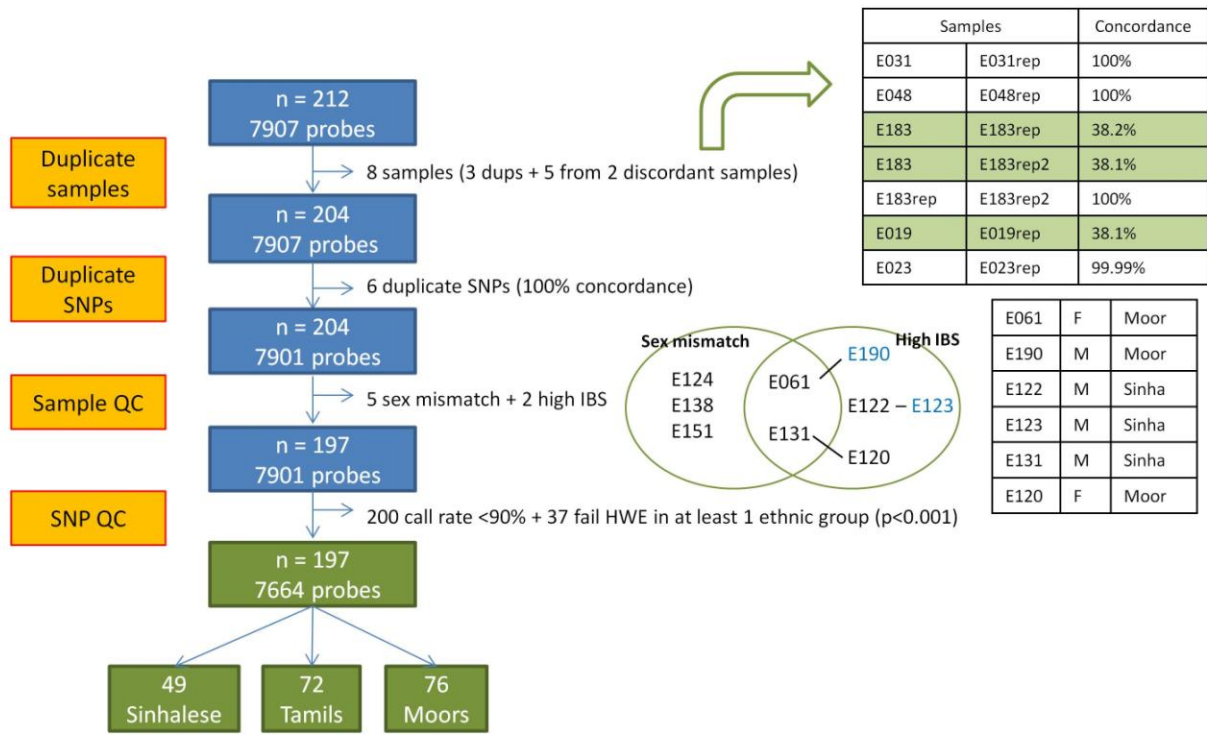 n = 212
7907 probes
Duplicate
samples
8 samples (3 dups + 5 from 2 discordant samples)
n = 204
7907 probes
Duplicate
SNPs
6 duplicate SNPs (100% concordance)
n = 204
7901 probes
Sample QC
5 sex mismatch + 2 high IBS
n = 197
7901 probes
SNP QC
200 call rate <90% + 37 fail HWE in at least 1 ethnic group (p<0.001)
n = 197
7664 probes
49
Sinhalese
72
Tamils
76
Moors
Samples Concordance
E031 E031rep 100%
E048 E048rep 100%
E183 E183rep 38.2%
E183 E183rep2 38.1%
E183rep E183rep2 100%
E019 E019rep 38.1%
E023 E023rep 99.99%
Sex mismatch
High IBS
E124
E138
E151
E061
E131
E190
E122 – E123
E120
E061 F Moor
E190 M Moor
E122 M Sinha
E123 M Sinha
E131 M Sinha
E120 F Moor